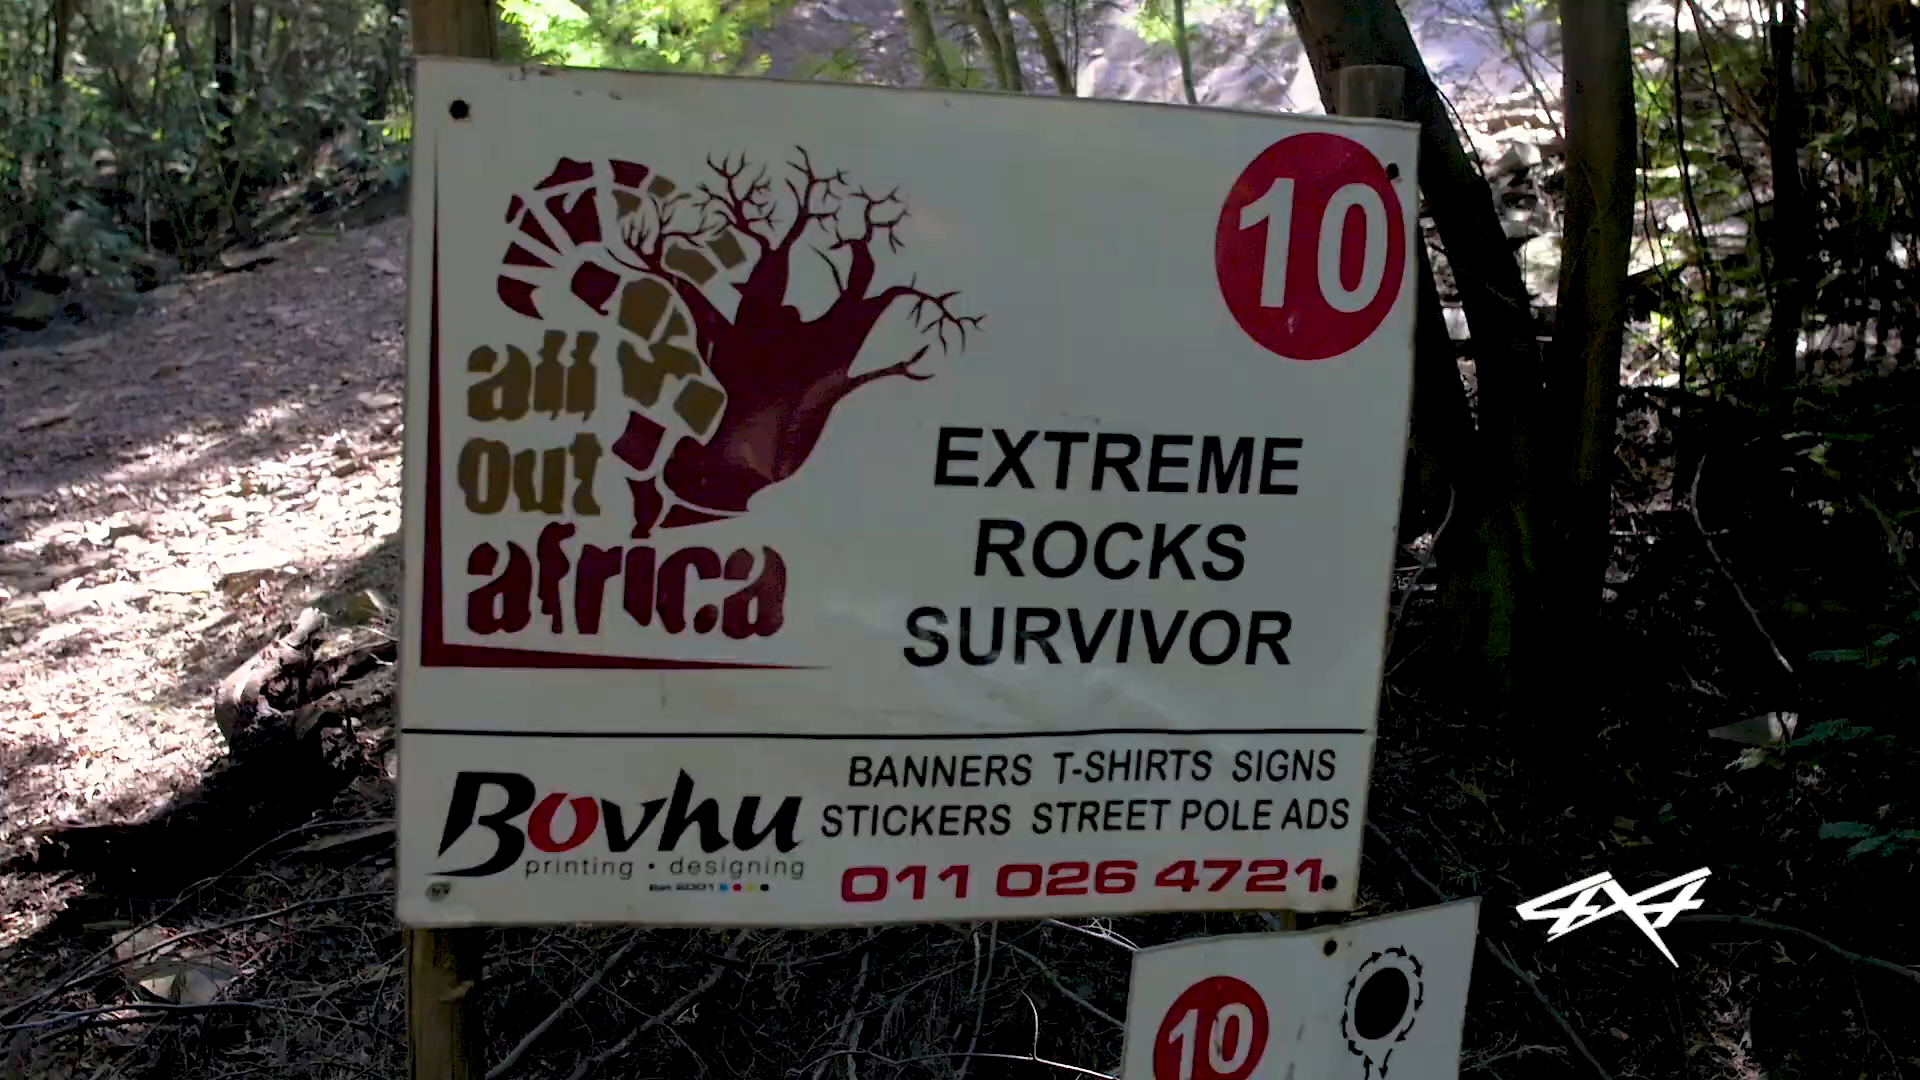 10
all
out
africa
EXTREME
ROCKS
SURVIVOR
Bovhu
printing • designing
BANNERS T-SHIRTS SIGNS
STICKERS STREET POLE ADS
011 026 4721
4x4
10